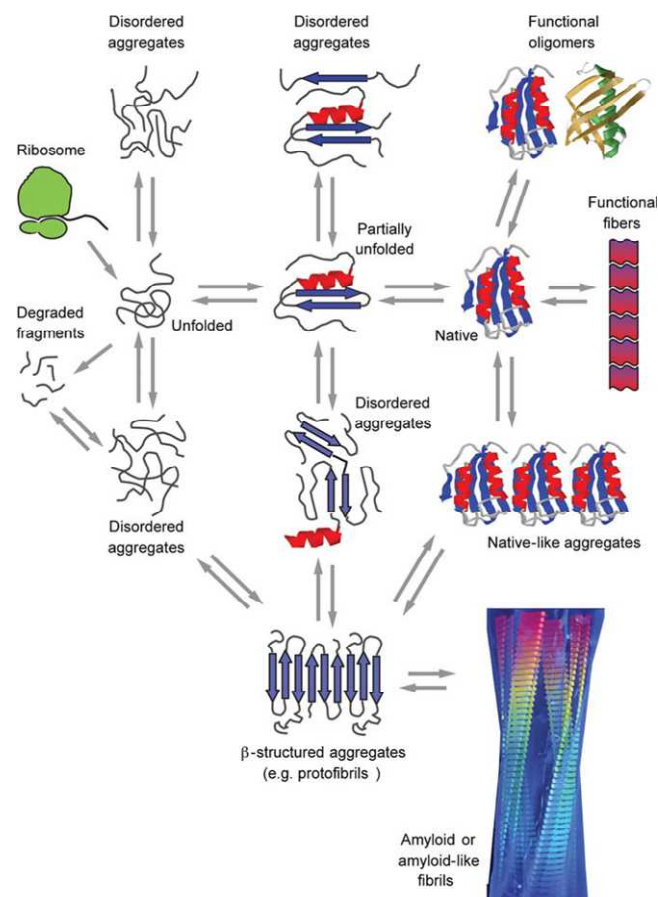 Disordered
aggregates
Disordered
aggregates
Functional
oligomers
Ribosome
Functional
fibers
Partially
unfolded
Degraded
fragments
Unfolded
Native
Disordered
aggregates
Disordered
aggregates
Native-like aggregates
β-structured aggregates
(e.g. protofibrils )
Amyloid or
amyloid-like
fibrils